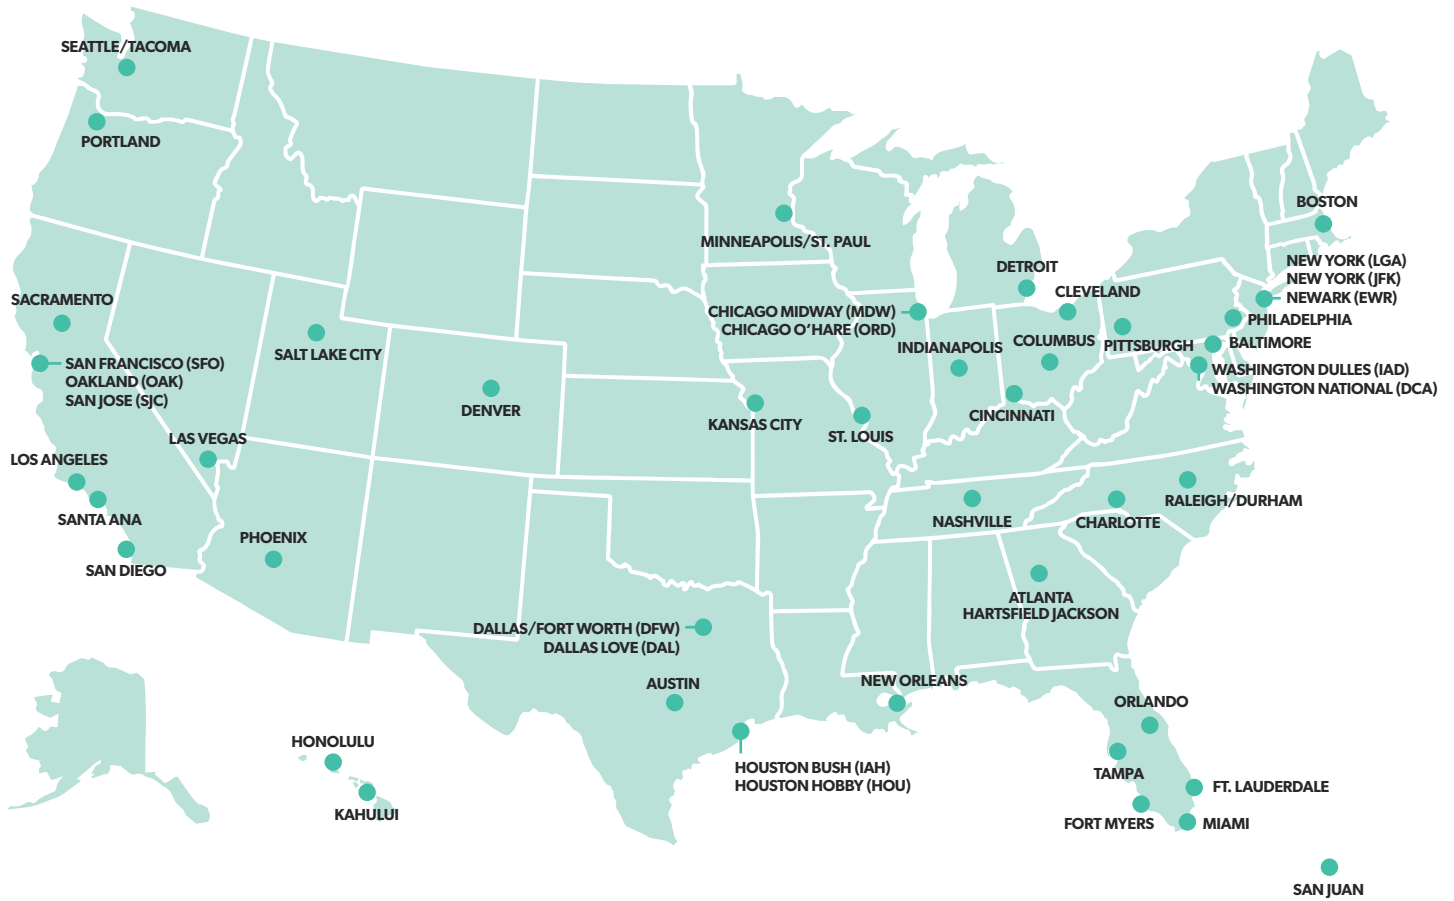 SEATTLE/TACOMA
PORTLAND
BOSTON
MINNEAPOLIS/ST. PAUL
NEW YORK (LGA)
NEW YORK (JFK)
NEWARK (EWR)
DETROIT
CLEVELAND
SACRAMENTO
CHICAGO MIDWAY (MDW)
CHICAGO O'HARE (ORD)
PHILADELPHIA
INDIANAPOLIS
COLUMBUS
PITTSBURGH
BALTIMORE
SALT LAKE CITY
SAN FRANCISCO (SFO)
OAKLAND (OAK)
SAN JOSE (SJC)
WASHINGTON DULLES (IAD)
WASHINGTON NATIONAL (DCA)
DENVER
CINCINNATI
KANSAS CITY
ST. LOUIS
LAS VEGAS
LOS ANGELES
SANTA ANA
RALEIGH/DURHAM
NASHVILLE
CHARLOTTE
PHOENIX
SAN DIEGO
ATLANTA
HARTSFIELD JACKSON
DALLAS/FORT WORTH (DFW)
DALLAS LOVE (DAL)
AUSTIN
NEW ORLEANS
ORLANDO
HONOLULU
HOUSTON BUSH (IAH)
HOUSTON HOBBY (HOU)
TAMPA
FT. LAUDERDALE
KAHULUI
FORT MYERS
MIAMI
SAN JUAN